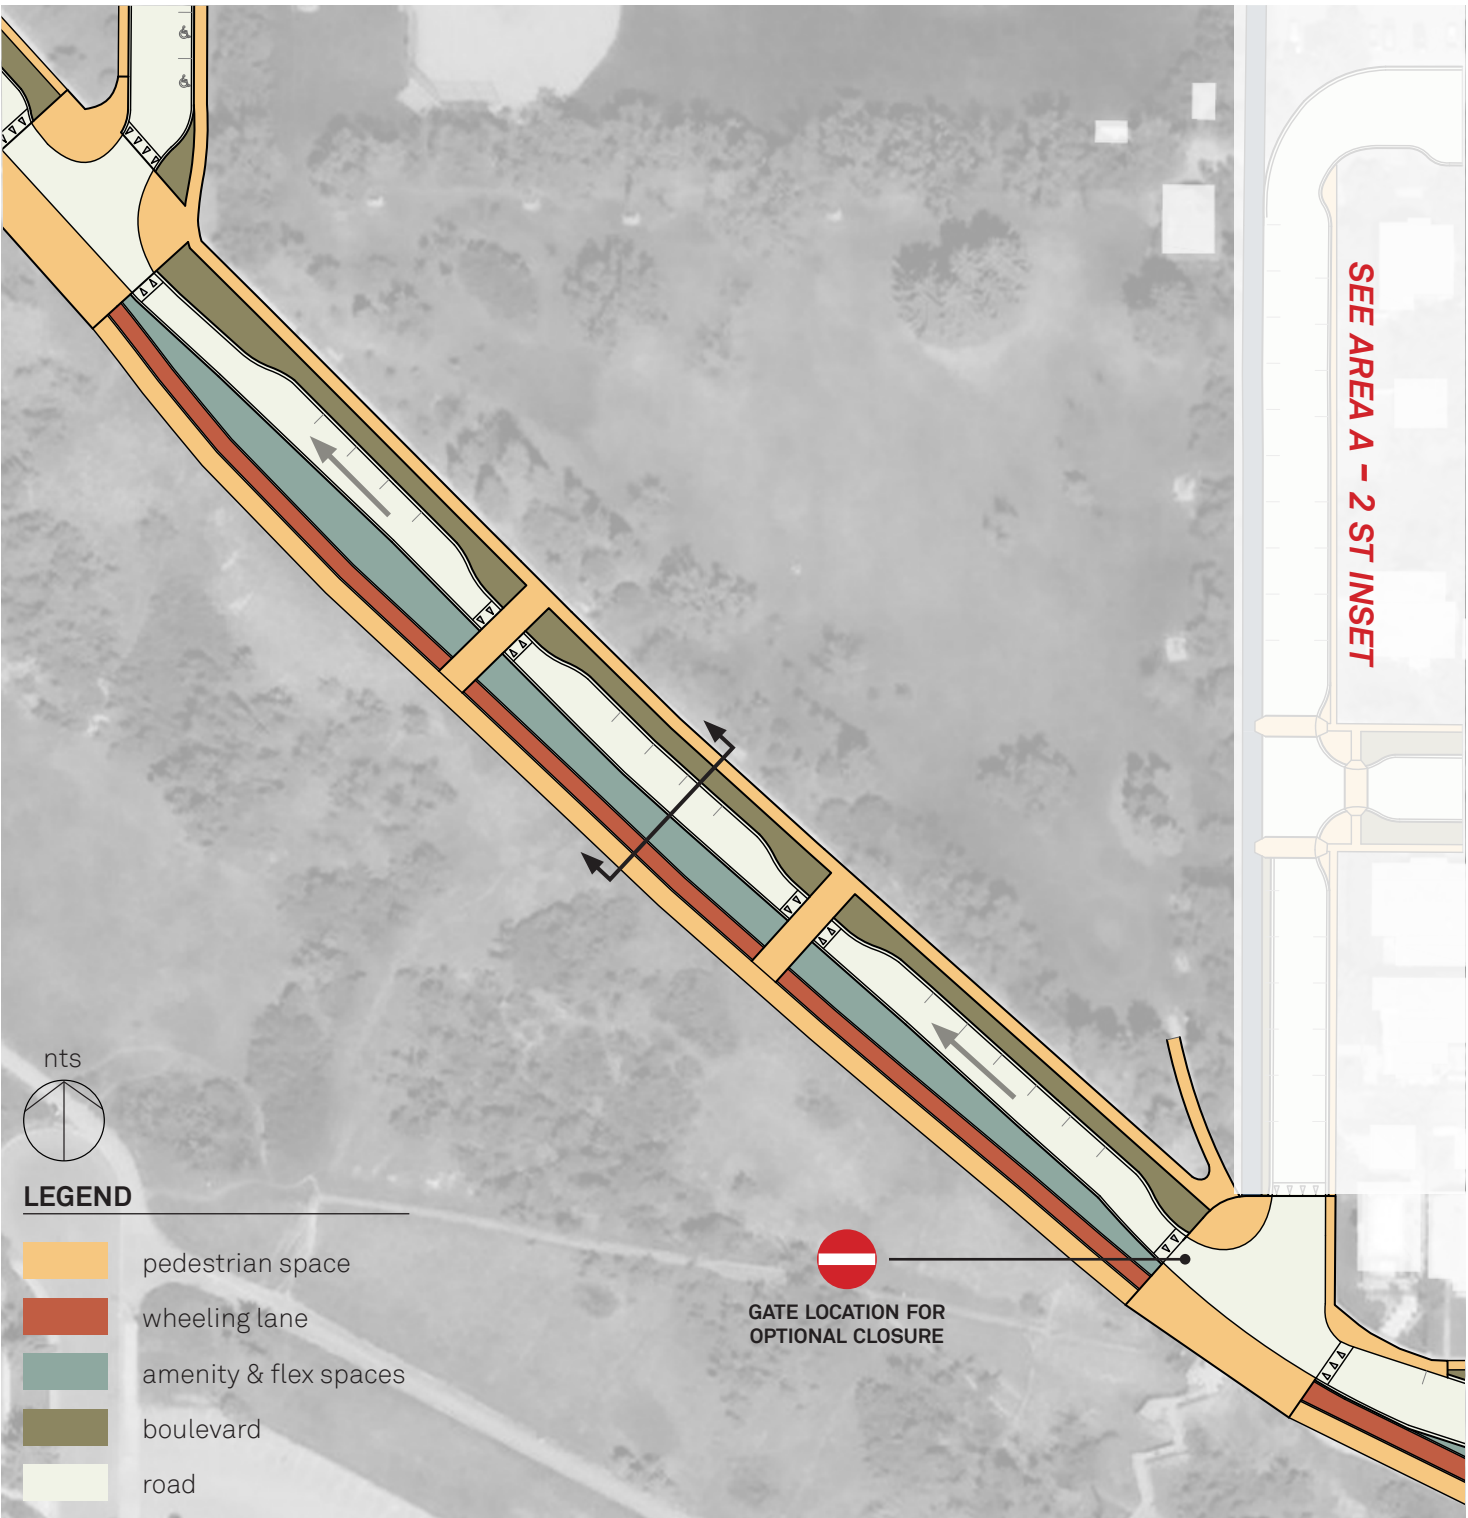 SEE AREA A - 2 ST INSET
nts
LEGEND
pedestrian space
wheeling lane
amenity & flex spaces
boulevard
road
GATE LOCATION FOR
OPTIONAL CLOSURE